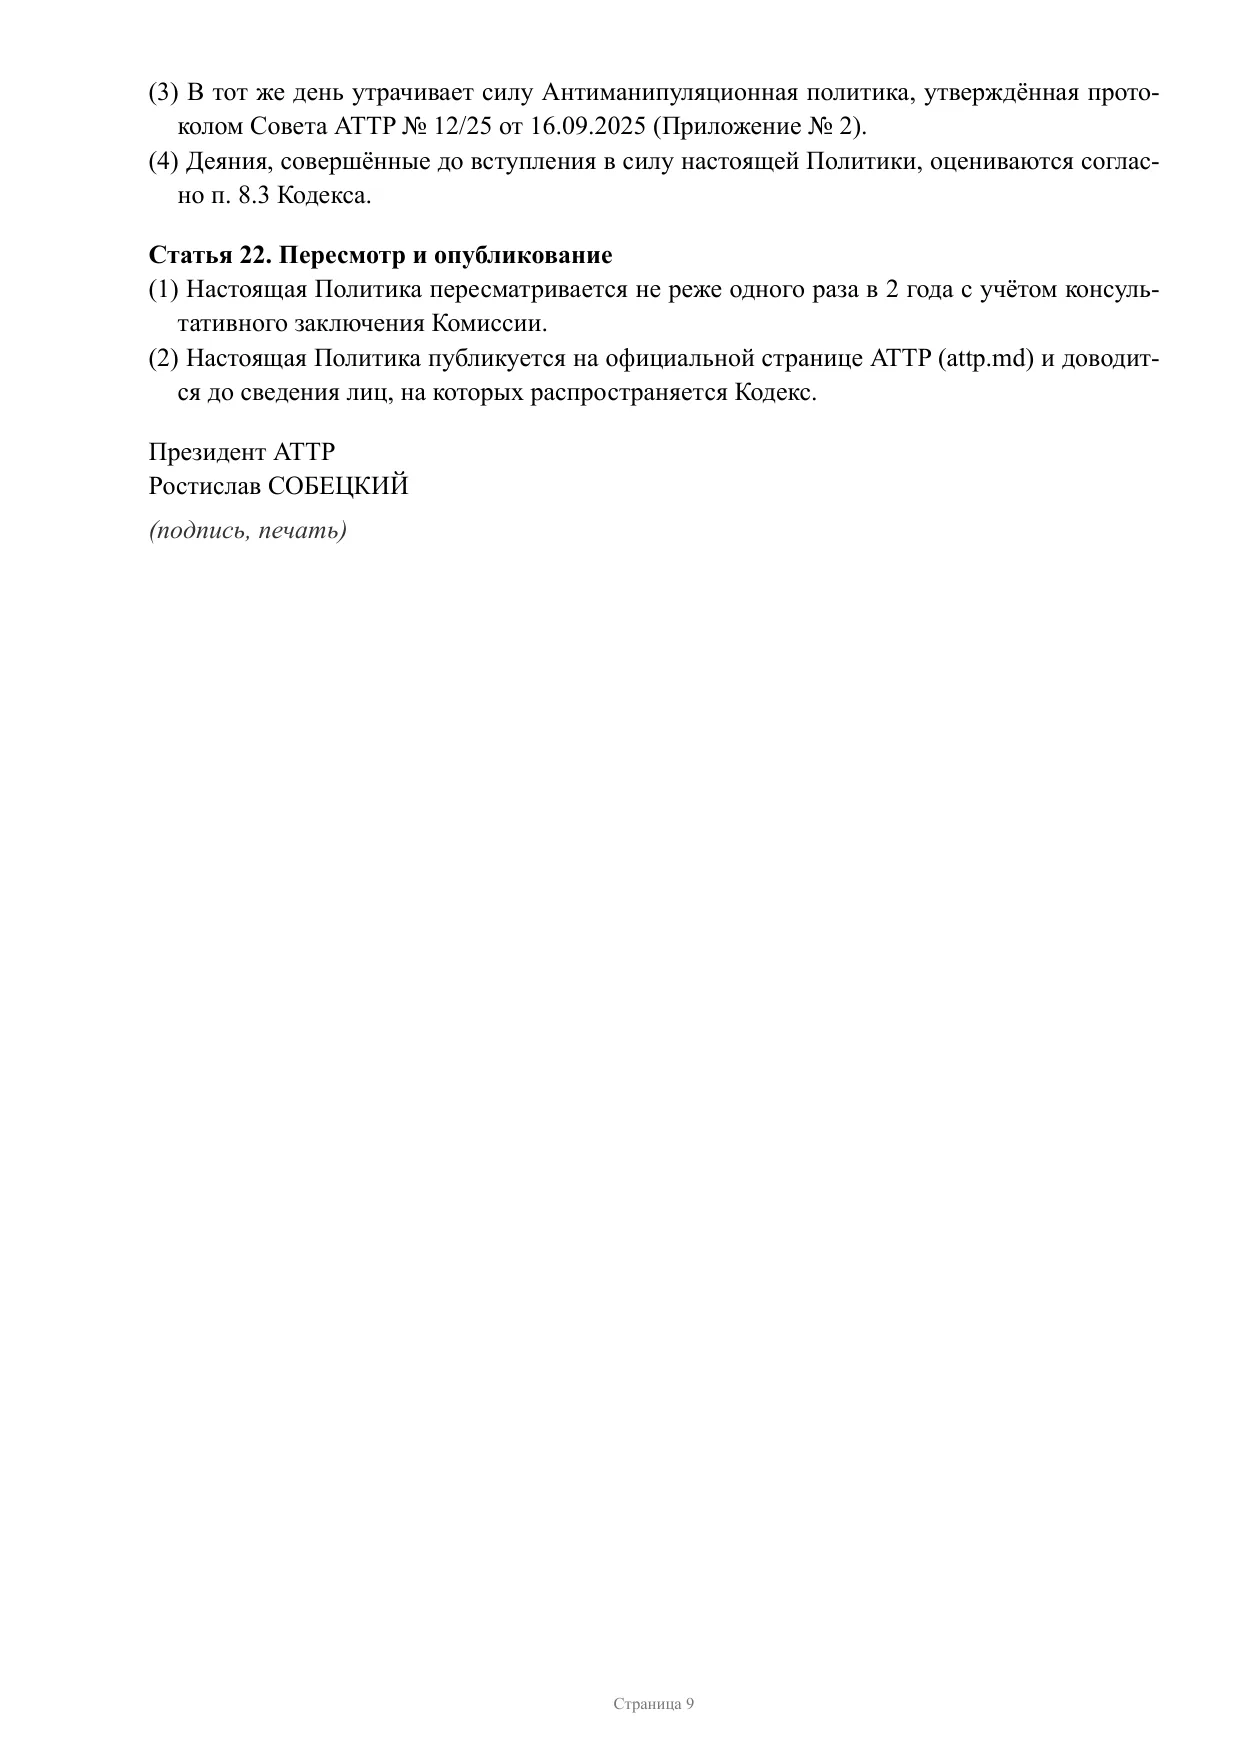 (3) В тот же день утрачивает силу Антиманипуляционная политика, утверждённая прото-
колом Совета АТТР № 12/25 от 16.09.2025 (Приложение № 2).
(4) Деяния, совершённые до вступления в силу настоящей Политики, оцениваются соглас-
но п. 8.3 Кодекса.
Статья 22. Пересмотр и опубликование
(1) Настоящая Политика пересматривается не реже одного раза в 2 года с учётом консуль-
тативного заключения Комиссии.
(2) Настоящая Политика публикуется на официальной странице АТТР (attp.md) и доводит-
ся до сведения лиц, на которых распространяется Кодекс.
Президент АТТР
Ростислав СОБЕЦКИЙ
(подпись, печать)
Страница 9